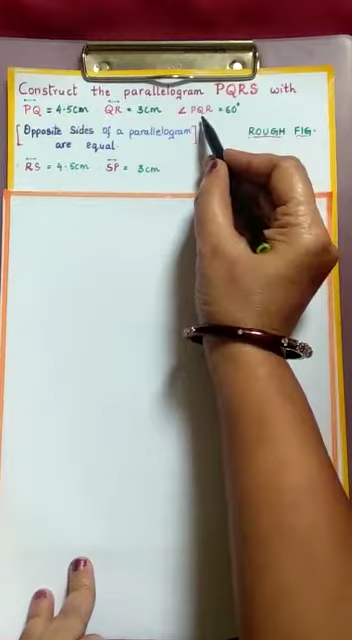 Construct the parallelogram PQRS with
PQ = 4.5cm QR = 3cm ∠ PQR = 60°
[Opposite Sides of a parallelogram] ROUGH FIG.
are equal.
RS = 4.5cm SP = 3cm